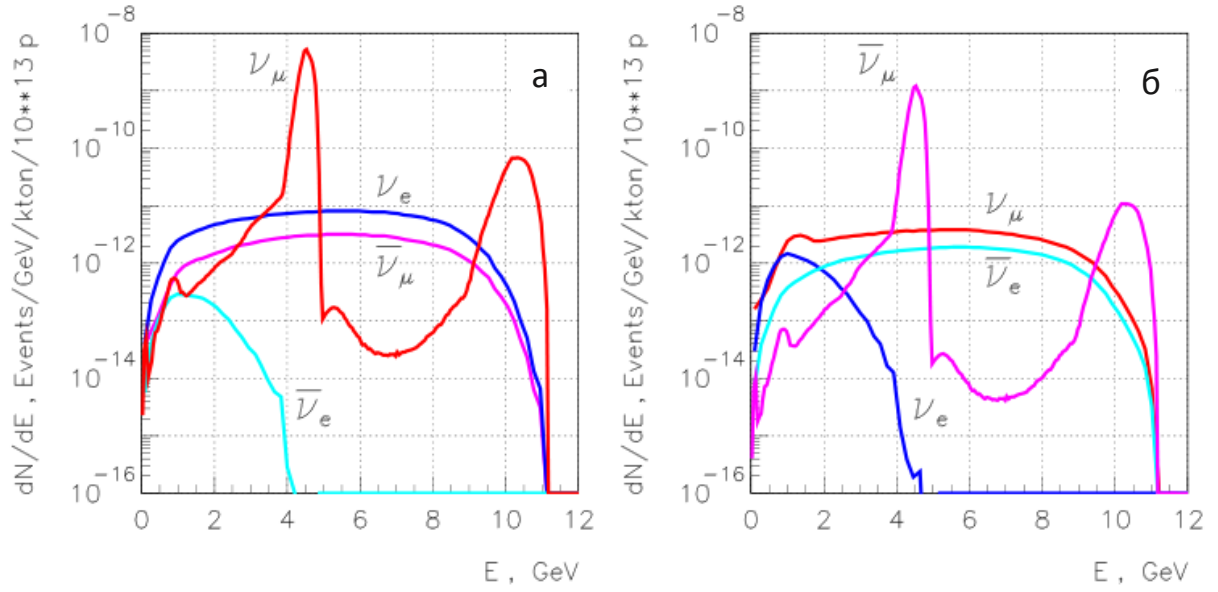 dN/dE, Events/GeV/kton/10**13 p
10⁻⁸
10⁻¹⁰
10⁻¹²
10⁻¹⁴
10⁻¹⁶
а
ν_μ
ν_e
ν̅_μ
ν̅_e
0 2 4 6 8 10 12
E, GeV
dN/dE, Events/GeV/kton/10**13 p
10⁻⁸
10⁻¹⁰
10⁻¹²
10⁻¹⁴
10⁻¹⁶
б
ν̅_μ
ν_μ
ν̅_e
ν_e
0 2 4 6 8 10 12
E, GeV